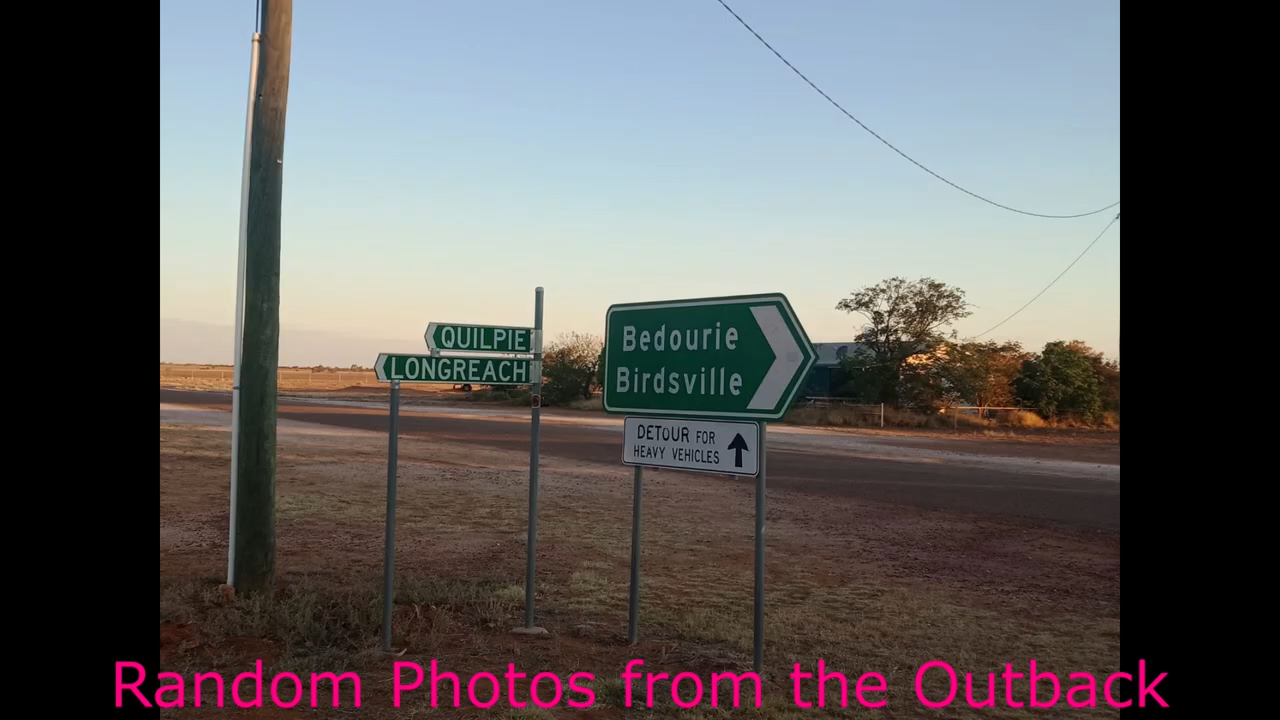 QUILPIE
LONGREACH
Bedourie
Birdsville
DETOUR FOR
HEAVY VEHICLES
Random Photos from the Outback